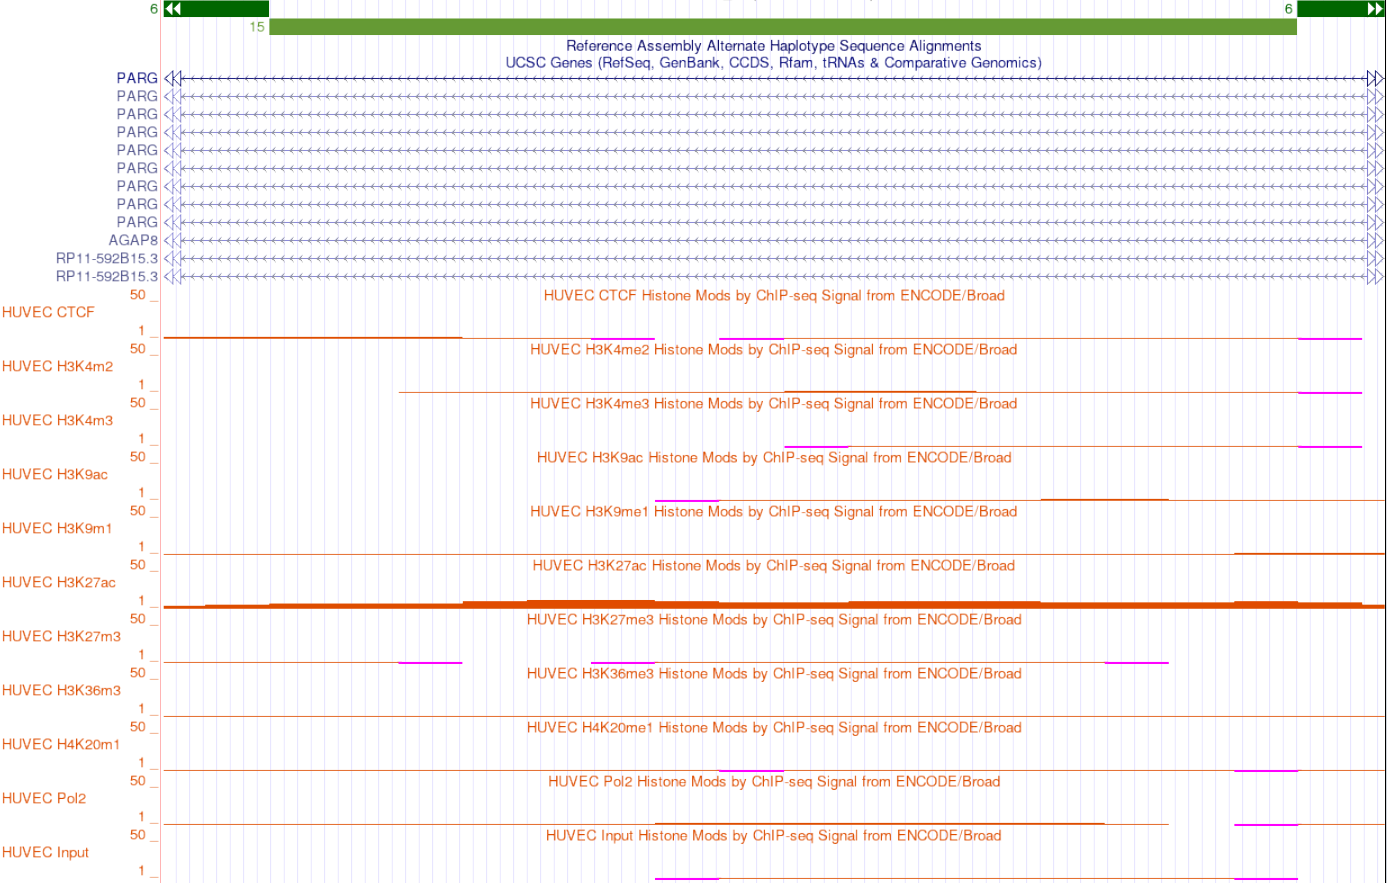 6 6
15
Reference Assembly Alternate Haplotype Sequence Alignments
UCSC Genes (RefSeq, GenBank, CCDS, Rfam, tRNAs & Comparative Genomics)
PARG
PARG
PARG
PARG
PARG
PARG
PARG
PARG
PARG
AGAP8
RP11-592B15.3
RP11-592B15.3
50 _ HUVEC CTCF Histone Mods by ChIP-seq Signal from ENCODE/Broad
HUVEC CTCF
1 _
50 _ HUVEC H3K4me2 Histone Mods by ChIP-seq Signal from ENCODE/Broad
HUVEC H3K4m2
1 _
50 _ HUVEC H3K4me3 Histone Mods by ChIP-seq Signal from ENCODE/Broad
HUVEC H3K4m3
1 _
50 _ HUVEC H3K9ac Histone Mods by ChIP-seq Signal from ENCODE/Broad
HUVEC H3K9ac
1 _
50 _ HUVEC H3K9me1 Histone Mods by ChIP-seq Signal from ENCODE/Broad
HUVEC H3K9m1
1 _
50 _ HUVEC H3K27ac Histone Mods by ChIP-seq Signal from ENCODE/Broad
HUVEC H3K27ac
1 _
50 _ HUVEC H3K27me3 Histone Mods by ChIP-seq Signal from ENCODE/Broad
HUVEC H3K27m3
1 _
50 _ HUVEC H3K36me3 Histone Mods by ChIP-seq Signal from ENCODE/Broad
HUVEC H3K36m3
1 _
50 _ HUVEC H4K20me1 Histone Mods by ChIP-seq Signal from ENCODE/Broad
HUVEC H4K20m1
1 _
50 _ HUVEC Pol2 Histone Mods by ChIP-seq Signal from ENCODE/Broad
HUVEC Pol2
1 _
50 _ HUVEC Input Histone Mods by ChIP-seq Signal from ENCODE/Broad
HUVEC Input
1 _